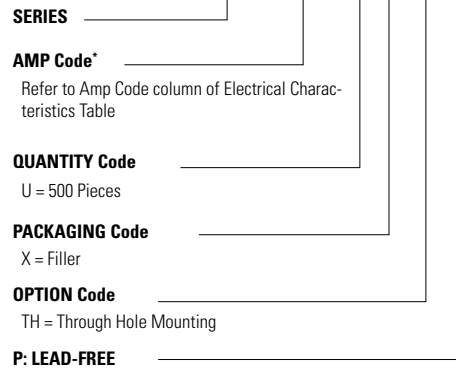 SERIES
AMP Code*
Refer to Amp Code column of Electrical Charac-
teristics Table
QUANTITY Code
U = 500 Pieces
PACKAGING Code
X = Filler
OPTION Code
TH = Through Hole Mounting
P: LEAD-FREE